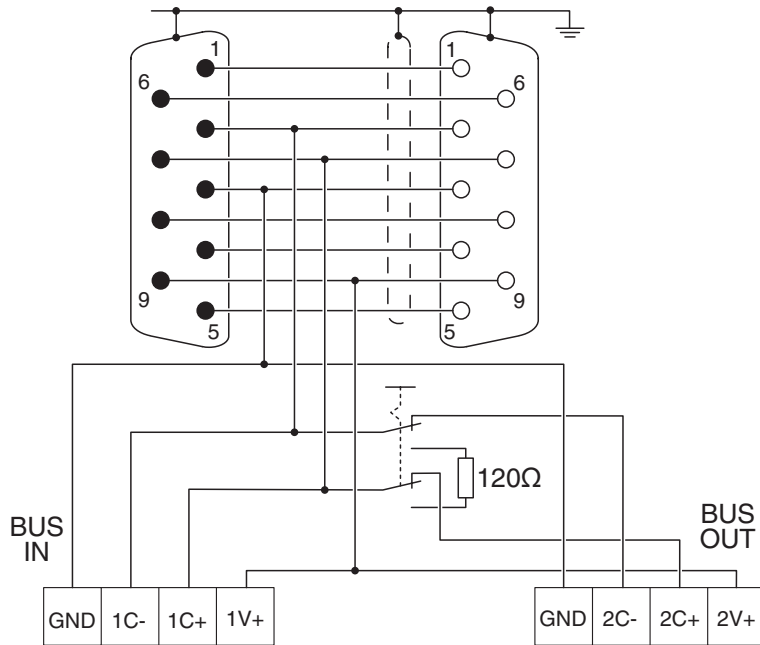 1
1
6
6
9
9
5
5
120Ω
BUS
IN
BUS
OUT
GND 1C- 1C+ 1V+
GND 2C- 2C+ 2V+